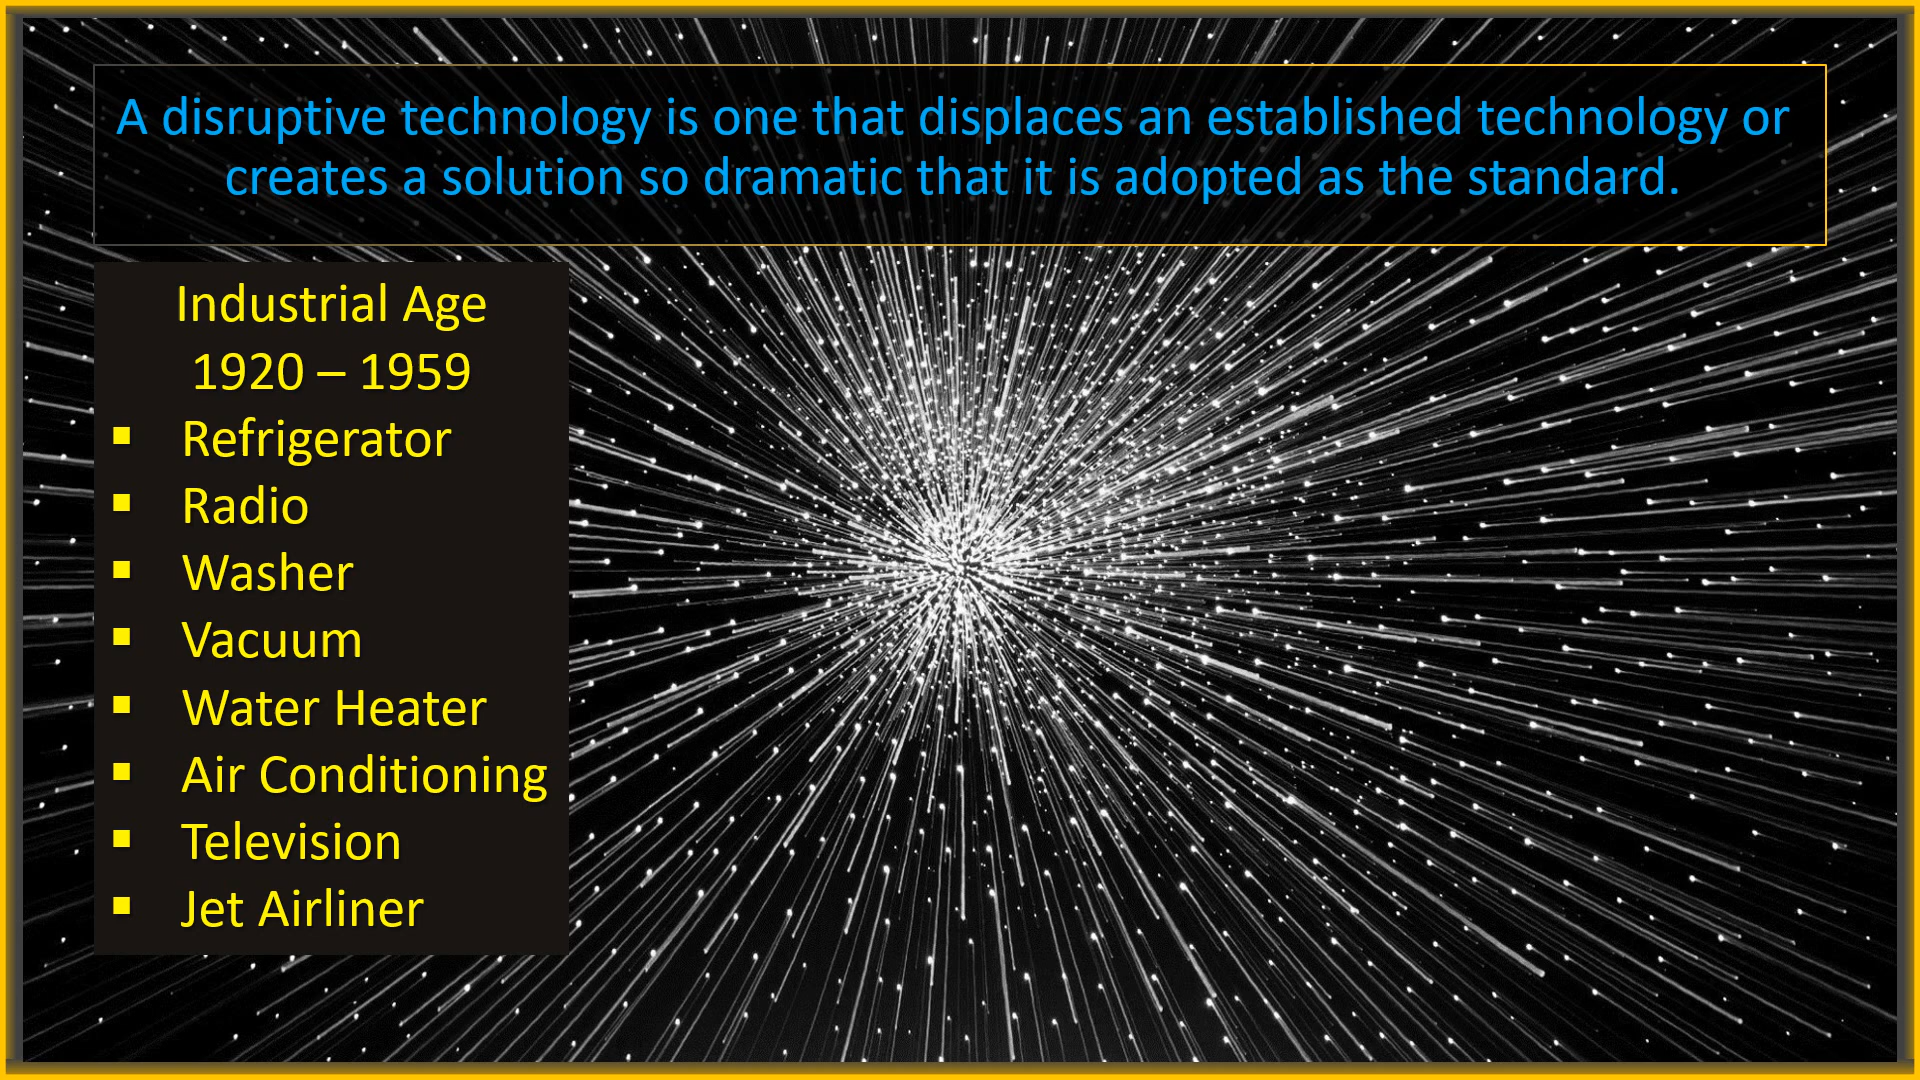 A disruptive technology is one that displaces an established technology or
creates a solution so dramatic that it is adopted as the standard.
Industrial Age
1920 – 1959
▪ Refrigerator
▪ Radio
▪ Washer
▪ Vacuum
▪ Water Heater
▪ Air Conditioning
▪ Television
▪ Jet Airliner